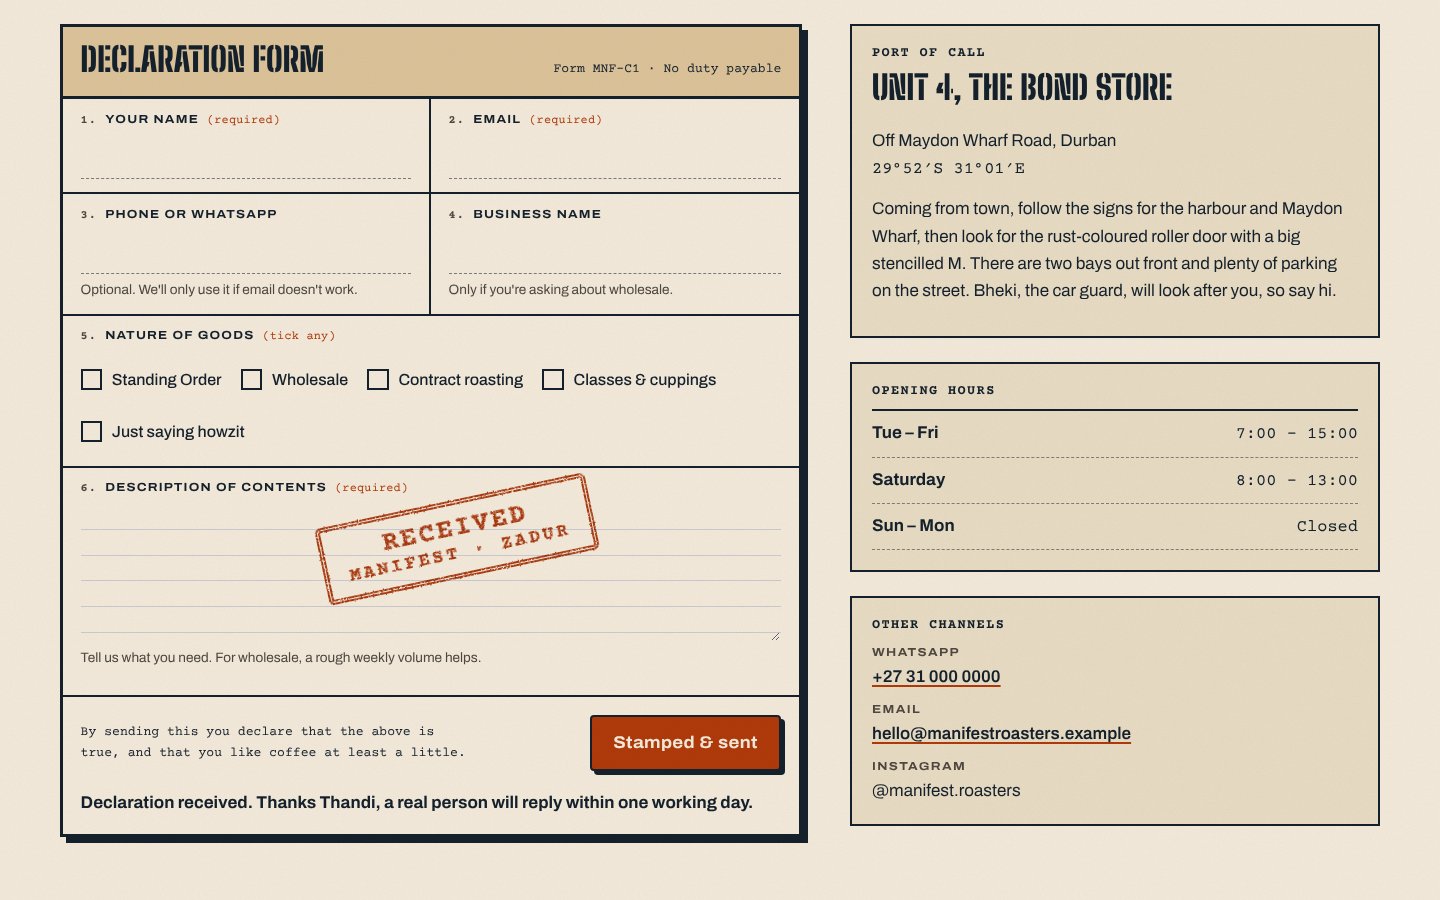 DECLARATION FORM
Form MNF-C1 · No duty payable
1. YOUR NAME (required)
2. EMAIL (required)
3. PHONE OR WHATSAPP
Optional. We'll only use it if email doesn't work.
4. BUSINESS NAME
Only if you're asking about wholesale.
5. NATURE OF GOODS (tick any)
Standing Order
Wholesale
Contract roasting
Classes & cuppings
Just saying howzit
6. DESCRIPTION OF CONTENTS (required)
RECEIVED
MANIFEST · ZADUR
Tell us what you need. For wholesale, a rough weekly volume helps.
By sending this you declare that the above is
true, and that you like coffee at least a little.
Stamped & sent
Declaration received. Thanks Thandi, a real person will reply within one working day.
PORT OF CALL
UNIT 4, THE BOND STORE
Off Maydon Wharf Road, Durban
29°52′S 31°01′E
Coming from town, follow the signs for the harbour and Maydon
Wharf, then look for the rust-coloured roller door with a big
stencilled M. There are two bays out front and plenty of parking
on the street. Bheki, the car guard, will look after you, so say hi.
OPENING HOURS
Tue – Fri 7:00 – 15:00
Saturday 8:00 – 13:00
Sun – Mon Closed
OTHER CHANNELS
WHATSAPP
+27 31 000 0000
EMAIL
hello@manifestroasters.example
INSTAGRAM
@manifest.roasters